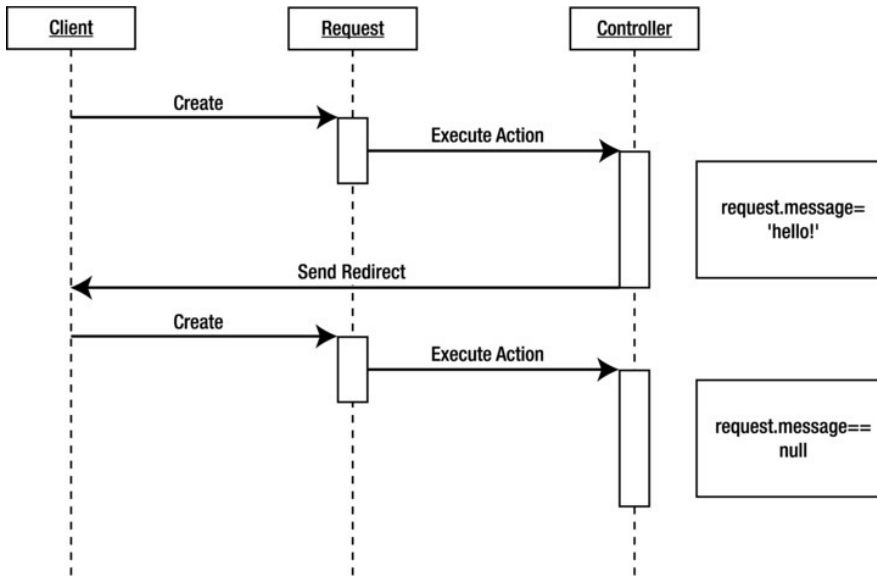 Client
Request
Controller
Create
Execute Action
request.message=
'hello!'
Send Redirect
Create
Execute Action
request.message==
null